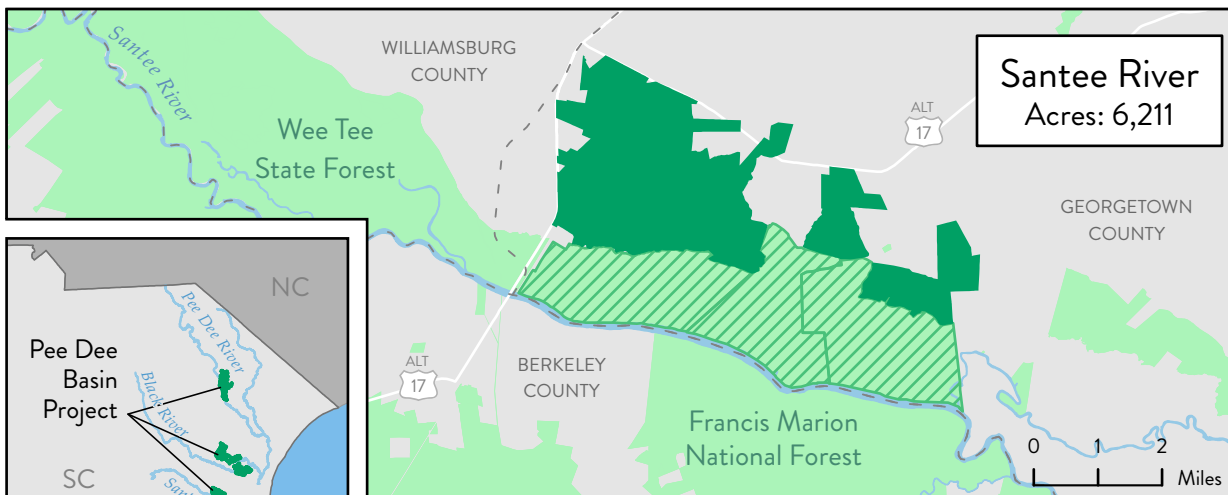 Santee River
WILLIAMSBURG
COUNTY
Santee River
Acres: 6,211
ALT
17
Wee Tee
State Forest
GEORGETOWN
COUNTY
NC
Pee Dee River
Pee Dee
Basin
Project
Black River
SC
Sant
ALT
17
BERKELEY
COUNTY
Francis Marion
National Forest
0 1 2
Miles